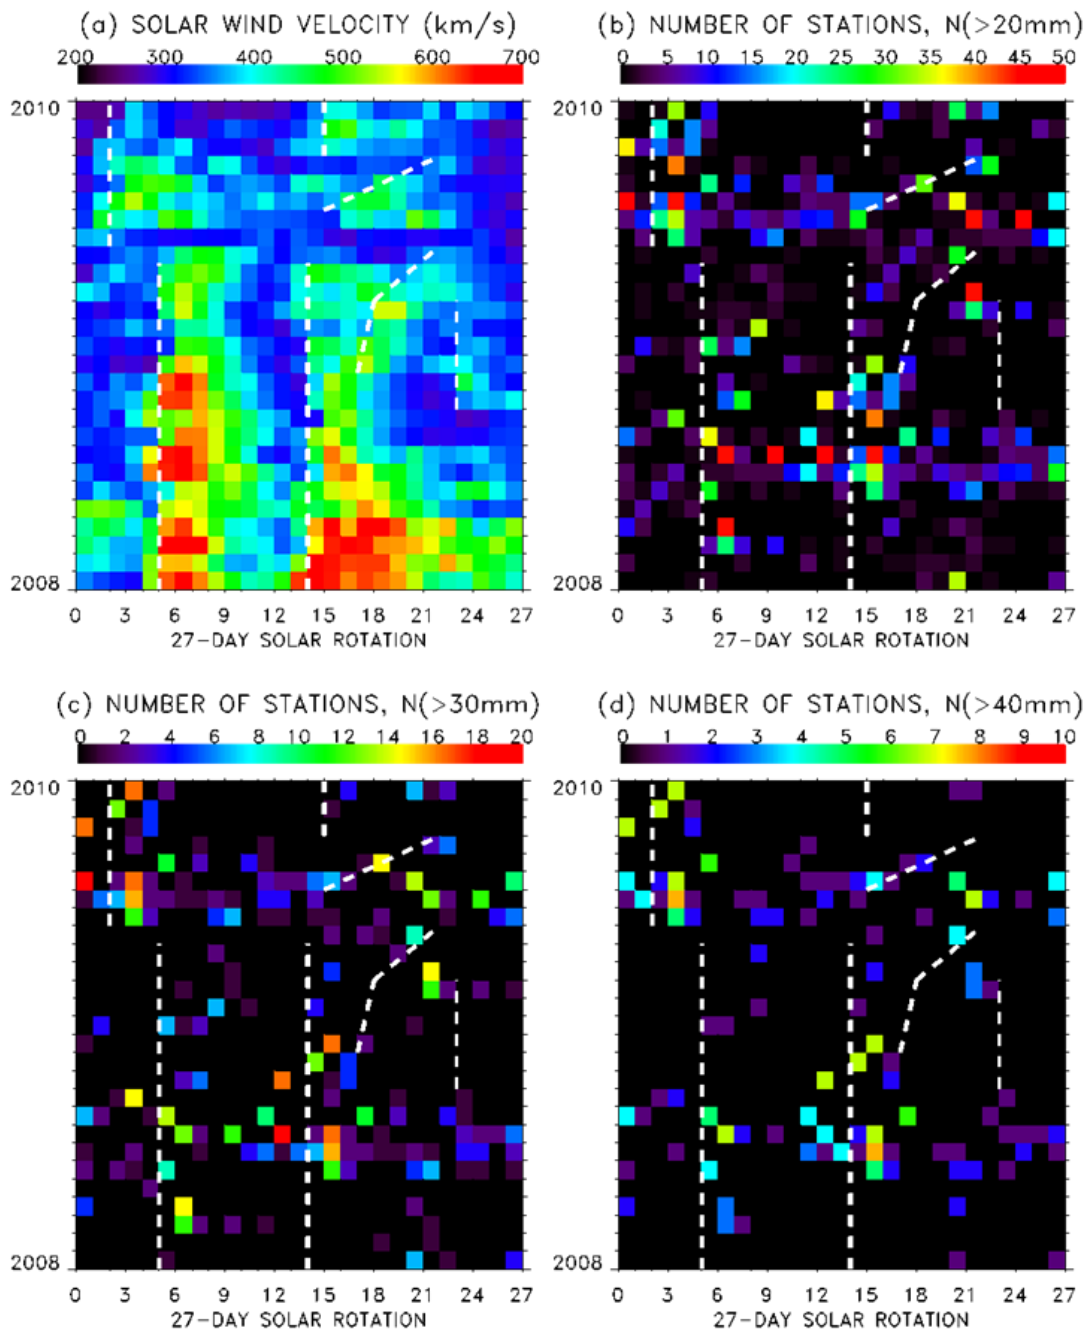 (a) SOLAR WIND VELOCITY (km/s)
200 300 400 500 600 700
2010
2008
0 3 6 9 12 15 18 21 24 27
27-DAY SOLAR ROTATION
(b) NUMBER OF STATIONS, N(>20mm)
0 5 10 15 20 25 30 35 40 45 50
2010
2008
0 3 6 9 12 15 18 21 24 27
27-DAY SOLAR ROTATION
(c) NUMBER OF STATIONS, N(>30mm)
0 2 4 6 8 10 12 14 16 18 20
2010
2008
0 3 6 9 12 15 18 21 24 27
27-DAY SOLAR ROTATION
(d) NUMBER OF STATIONS, N(>40mm)
0 1 2 3 4 5 6 7 8 9 10
2010
2008
0 3 6 9 12 15 18 21 24 27
27-DAY SOLAR ROTATION